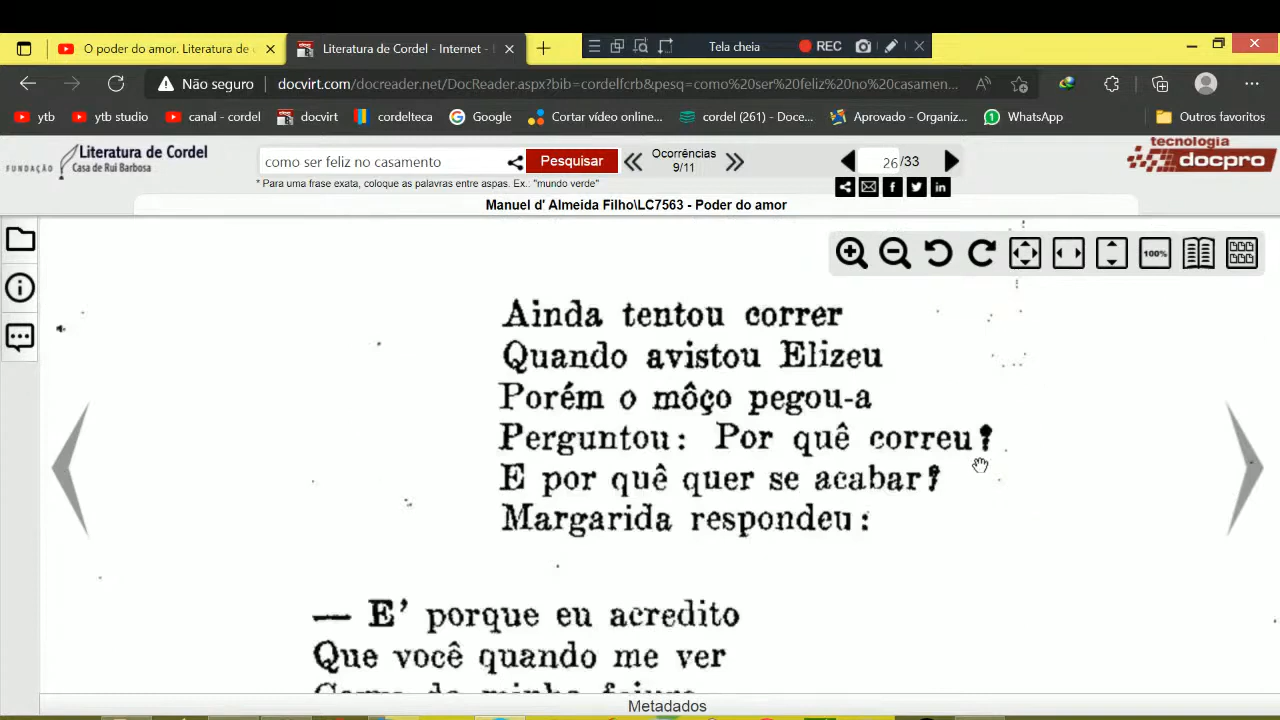 O poder do amor. Literatura de
Literatura de Cordel - Internet -
Tela cheia
REC
Não seguro
docvirt.com/docreader.net/DocReader.aspx?bib=cordelfcrb&pesq=como%20ser%20feliz%20no%20casamen...
ytb
ytb studio
canal - cordel
docvirt
cordelteca
Google
Cortar vídeo online...
cordel (261) - Doce...
Aprovado - Organiz...
WhatsApp
Outros favoritos
FUNDAÇÃO
Literatura de Cordel
Casa de Rui Barbosa
como ser feliz no casamento
Pesquisar
* Para uma frase exata, coloque as palavras entre aspas. Ex.: "mundo verde"
Ocorrências
9/11
26 /33
tecnologia
docpro
Manuel d' Almeida Filho\LC7563 - Poder do amor
100%
Ainda tentou correr
Quando avistou Elizeu
Porém o môço pegou-a
Perguntou: Por quê correu?
E por quê quer se acabar?
Margarida respondeu:
— E' porque eu acredito
Que você quando me ver
Metadados